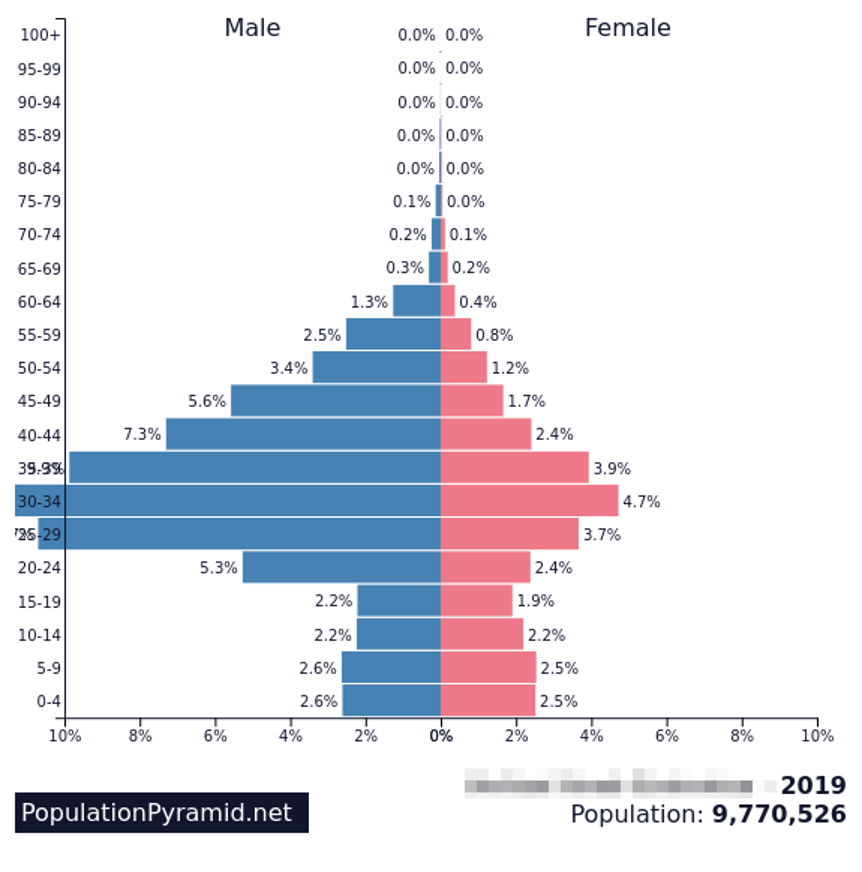 Male Female
100+ 0.0% 0.0%
95-99 0.0% 0.0%
90-94 0.0% 0.0%
85-89 0.0% 0.0%
80-84 0.0% 0.0%
75-79 0.1% 0.0%
70-74 0.2% 0.1%
65-69 0.3% 0.2%
60-64 1.3% 0.4%
55-59 2.5% 0.8%
50-54 3.4% 1.2%
45-49 5.6% 1.7%
40-44 7.3% 2.4%
3.9%
30-34 4.7%
25-29 3.7%
20-24 5.3% 2.4%
15-19 2.2% 1.9%
10-14 2.2% 2.2%
5-9 2.6% 2.5%
0-4 2.6% 2.5%
10% 8% 6% 4% 2% 0% 2% 4% 6% 8% 10%
2019
PopulationPyramid.net Population: 9,770,526